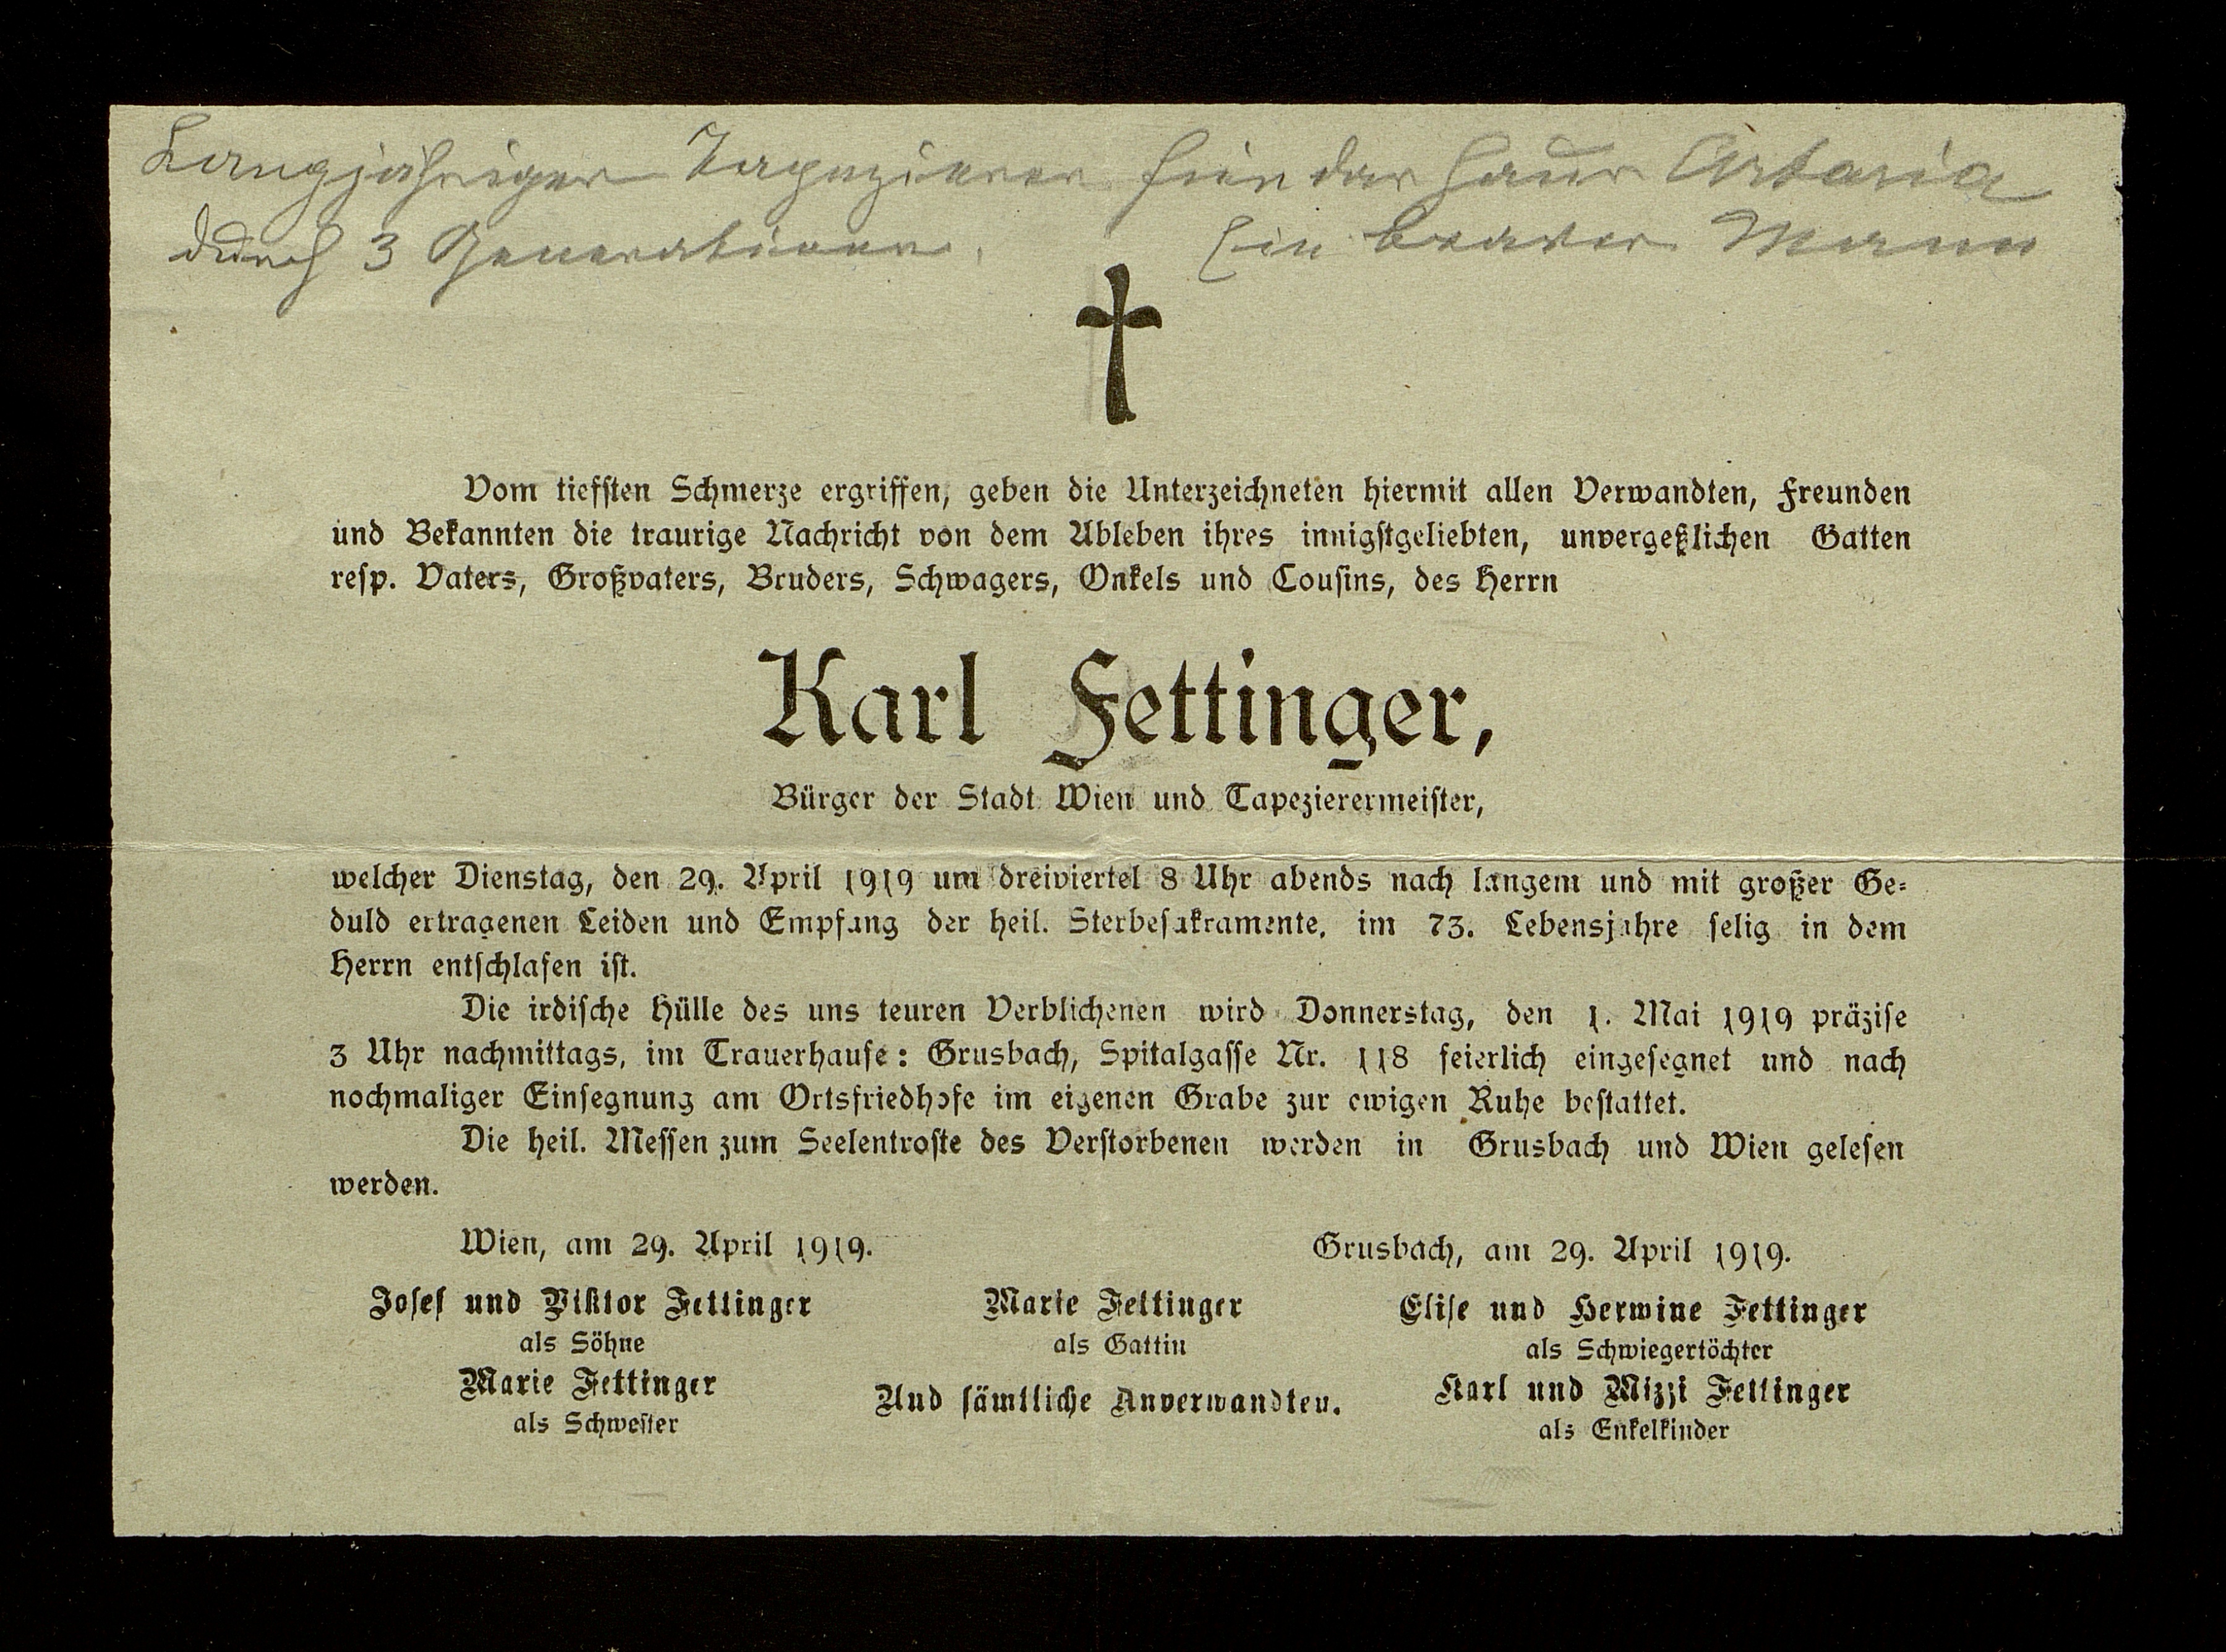 Langjähriger Tapezierer für das Haus Artaria
durch 3 Generationen. Ein braver Mann
Vom tiefsten Schmerze ergriffen, geben die Unterzeichneten hiermit allen Verwandten, Freunden
und Bekannten die traurige Nachricht von dem Ableben ihres innigstgeliebten, unvergeßlichen Gatten
resp. Vaters, Großvaters, Bruders, Schwagers, Onkels und Cousins, des Herrn
Karl Fettinger,
Bürger der Stadt Wien und Tapezierermeister,
welcher Dienstag, den 29. April 1919 um dreiviertel 8 Uhr abends nach langem und mit großer Ge-
duld ertragenen Leiden und Empfang der heil. Sterbesakramente, im 73. Lebensjahre selig in dem
Herrn entschlafen ist.
Die irdische Hülle des uns teuren Verblichenen wird Donnerstag, den 1. Mai 1919 präzise
3 Uhr nachmittags, im Trauerhause: Grusbach, Spitalgasse Nr. 118 feierlich eingesegnet und nach
nochmaliger Einsegnung am Ortsfriedhofe im eigenen Grabe zur ewigen Ruhe bestattet.
Die heil. Messen zum Seelentroste des Verstorbenen werden in Grusbach und Wien gelesen
werden.
Wien, am 29. April 1919. Grusbach, am 29. April 1919.
Josef und Viktor Fettinger
als Söhne
Marie Fettinger
als Schwester
Marie Fettinger
als Gattin
Und sämtliche Anverwandten.
Elise und Hermine Fettinger
als Schwiegertöchter
Karl und Mizzi Fettinger
als Enkelkinder